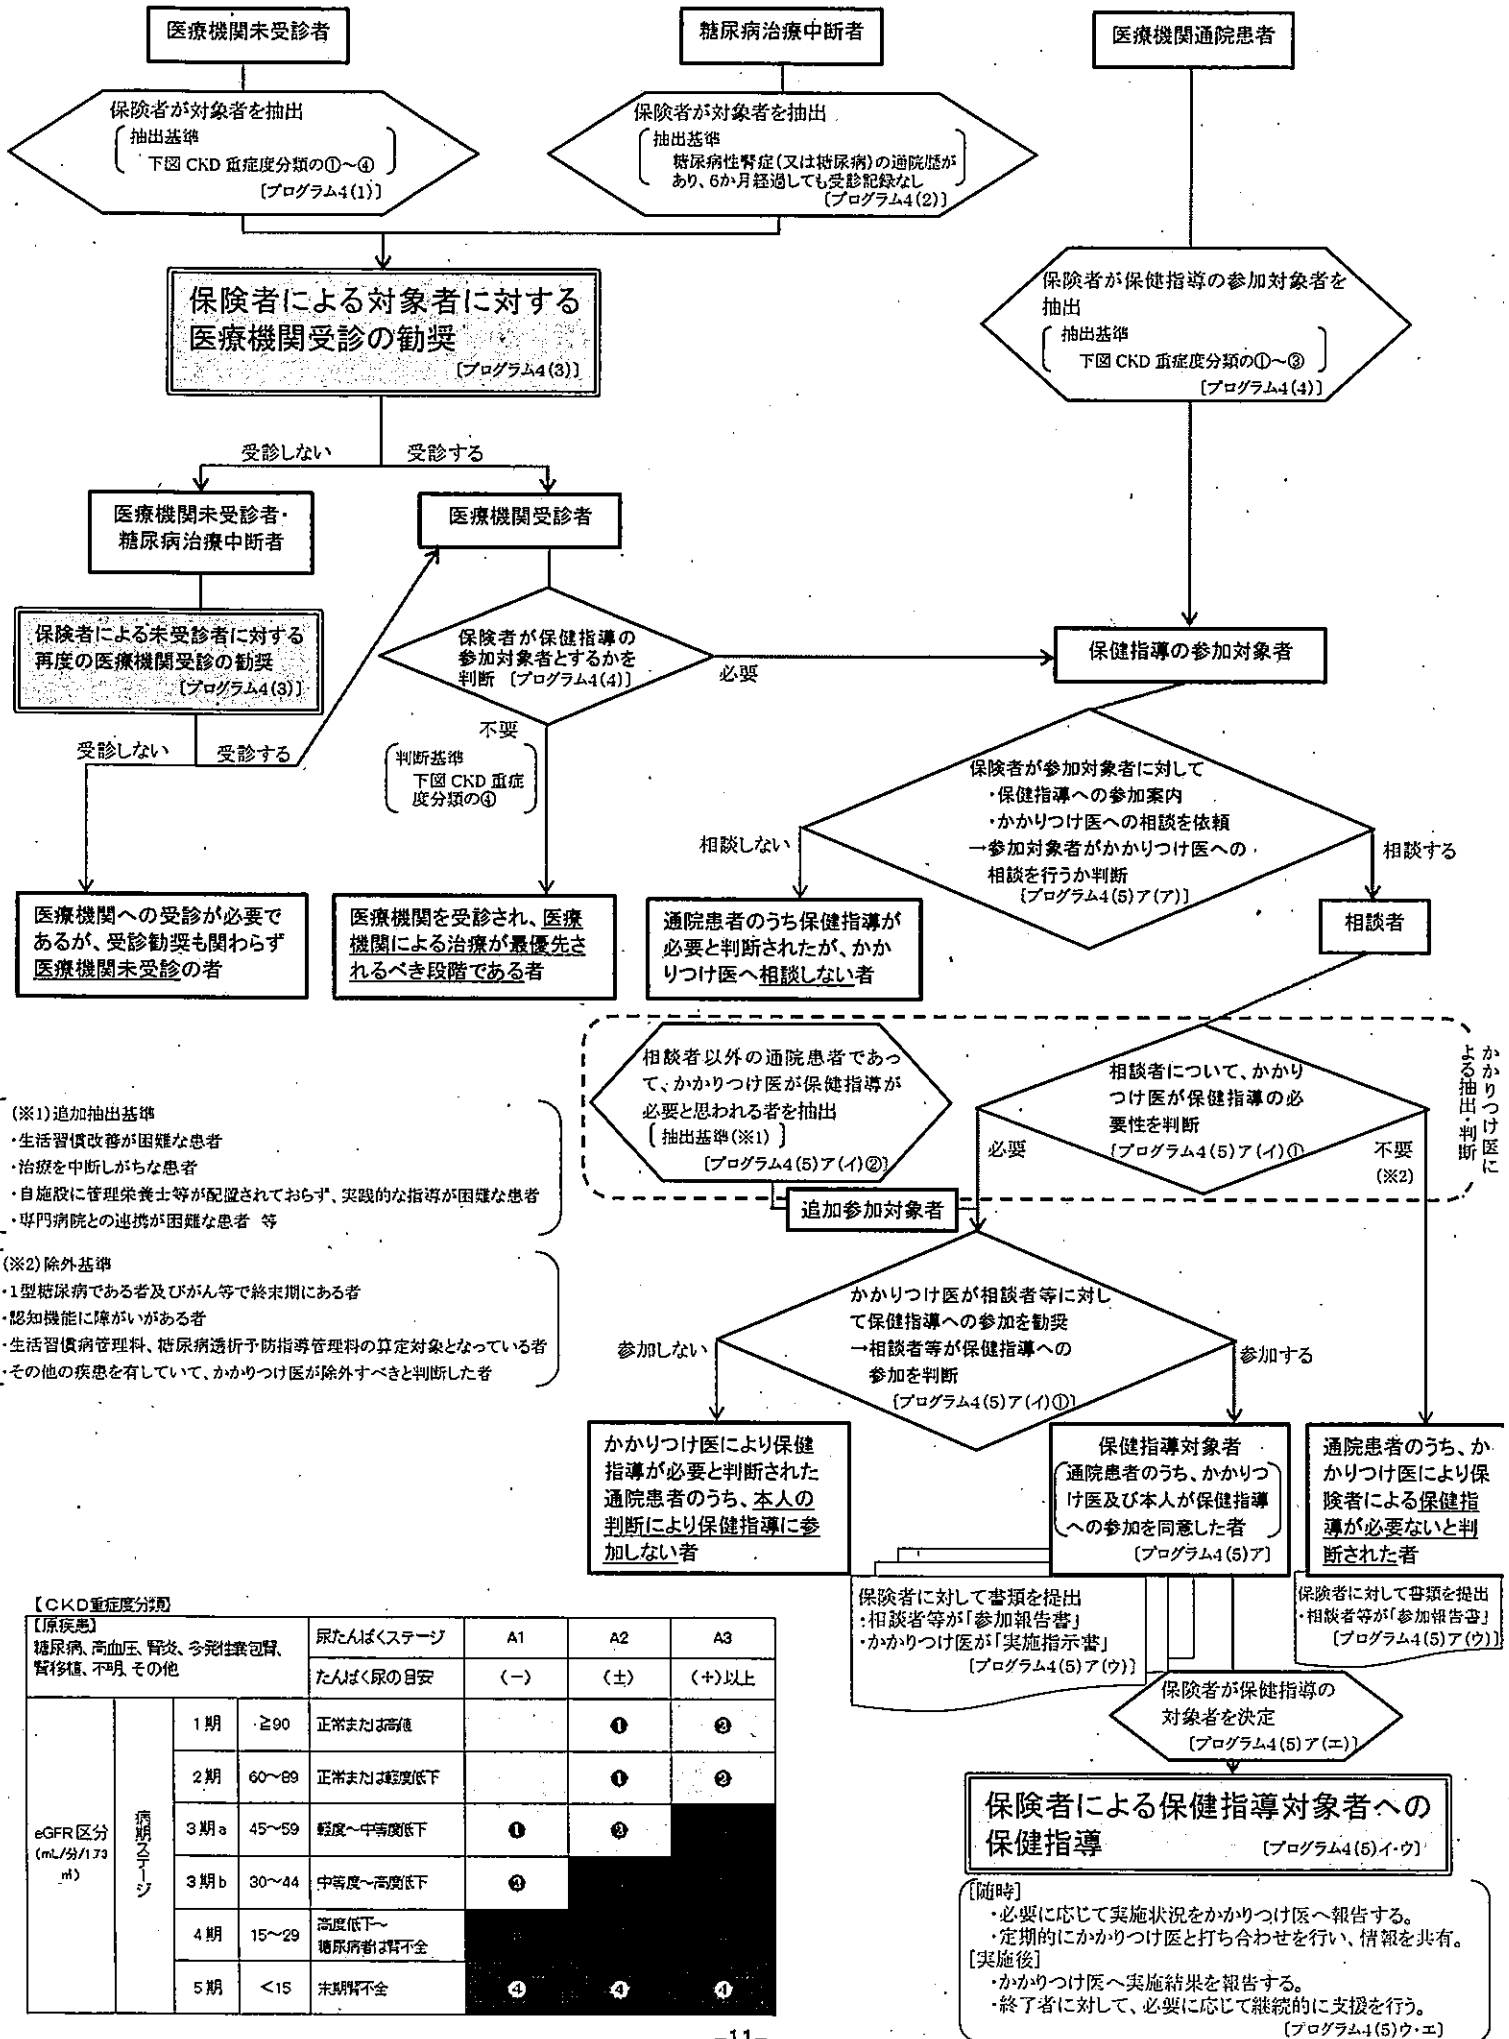 医療機関未受診者
糖尿病治療中断者
医療機関通院患者
保険者が対象者を抽出
抽出基準
下図 CKD 重症度分類の①～④
[プログラム4(1)]
保険者が対象者を抽出
抽出基準
糖尿病性腎症(又は糖尿病)の通院歴が
あり、6か月経過しても受診記録なし
[プログラム4(2)]
保険者が保健指導の参加対象者を
抽出
抽出基準
下図 CKD 重症度分類の①～③
[プログラム4(4)]
保険者による対象者に対する
医療機関受診の勧奨
[プログラム4(3)]
受診しない
受診する
医療機関未受診者・
糖尿病治療中断者
医療機関受診者
保険者による未受診者に対する
再度の医療機関受診の勧奨
[プログラム4(3)]
保険者が保健指導の
参加対象者とするかを
判断 [プログラム4(4)]
必要
保健指導の参加対象者
受診しない
受診する
不要
判断基準
下図 CKD 重症
度分類の④
保険者が参加対象者に対して
・保健指導への参加案内
・かかりつけ医への相談を依頼
→参加対象者がかかりつけ医への
相談を行うか判断
[プログラム4(5)ア(ア)]
相談しない
相談する
医療機関への受診が必要で
あるが、受診勧奨も関わらず
医療機関未受診の者
医療機関を受診され、医療
機関による治療が最優先さ
れるべき段階である者
通院患者のうち保健指導が
必要と判断されたが、かか
りつけ医へ相談しない者
相談者
かかりつけ医に
よる抽出・判断
相談者以外の通院患者であっ
て、かかりつけ医が保健指導が
必要と思われる者を抽出
[抽出基準(※1)]
[プログラム4(5)ア(イ)②]
相談者について、かかり
つけ医が保健指導の必
要性を判断
[プログラム4(5)ア(イ)①]
必要
不要
(※2)
追加参加対象者
(※1)追加抽出基準
・生活習慣改善が困難な患者
・治療を中断しがちな患者
・自施設に管理栄養士等が配置されておらず、実践的な指導が困難な患者
・専門病院との連携が困難な患者 等
(※2)除外基準
・1型糖尿病である者及びがん等で終末期にある者
・認知機能に障がいがある者
・生活習慣病管理料、糖尿病透析予防指導管理料の算定対象となっている者
・その他の疾患を有していて、かかりつけ医が除外すべきと判断した者
かかりつけ医が相談者等に対し
て保健指導への参加を勧奨
→相談者等が保健指導への
参加を判断
[プログラム4(5)ア(イ)①]
参加しない
参加する
かかりつけ医により保健
指導が必要と判断された
通院患者のうち、本人の
判断により保健指導に参
加しない者
保健指導対象者
通院患者のうち、かかりつ
け医及び本人が保健指導
への参加を同意した者
[プログラム4(5)ア]
通院患者のうち、か
かりつけ医により保
険者による保健指
導が必要ないと判
断された者
保険者に対して書類を提出
・相談者等が「参加報告書」
・かかりつけ医が「実施指示書」
[プログラム4(5)ア(ウ)]
保険者に対して書類を提出
・相談者等が「参加報告書」
[プログラム4(5)ア(ウ)]
保険者が保健指導の
対象者を決定
[プログラム4(5)ア(エ)]
保険者による保健指導対象者への
保健指導 [プログラム4(5)イ・ウ]
[随時]
・必要に応じて実施状況をかかりつけ医へ報告する。
・定期的にかかりつけ医と打ち合わせを行い、情報を共有。
[実施後]
・かかりつけ医へ実施結果を報告する。
・終了者に対して、必要に応じて継続的に支援を行う。
[プログラム4(5)ウ・エ]
【CKD重症度分類】
【原疾患】
糖尿病、高血圧、腎炎、多発性嚢包腎、
腎移植、不明、その他
尿たんぱくステージ A1 A2 A3
たんぱく尿の目安 (－) (±) (＋)以上
eGFR区分
(mL/分/1.73
㎡)
病期ステージ
1期 ≧90 正常または高値 ❶ ❷
2期 60～89 正常または軽度低下 ❶ ❷
3期a 45～59 軽度～中等度低下 ❶ ❷
3期b 30～44 中等度～高度低下 ❸
4期 15～29 高度低下～
糖尿病者は腎不全
5期 <15 末期腎不全 ④ ④ ④
-11-